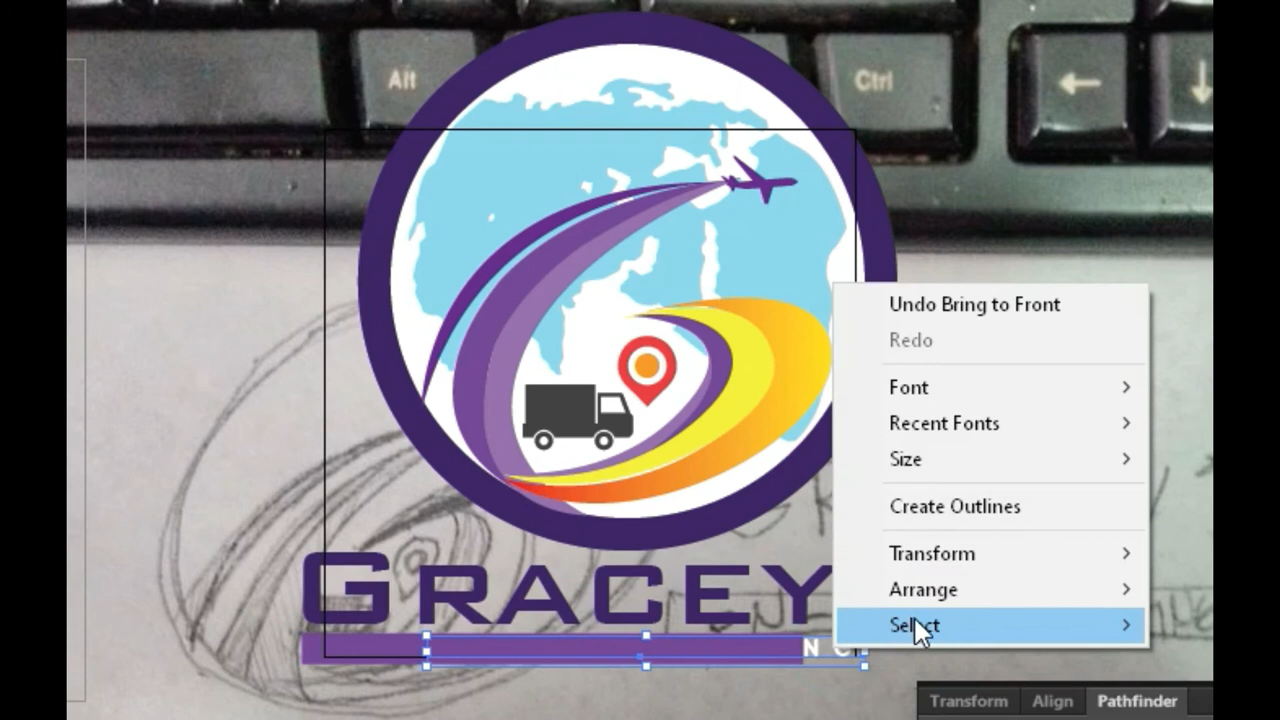 Alt
Ctrl
Undo Bring to Front
Redo
Font
Recent Fonts
Size
Create Outlines
Transform
Arrange
Select
GRACEY
N C
Transform
Align
Pathfinder